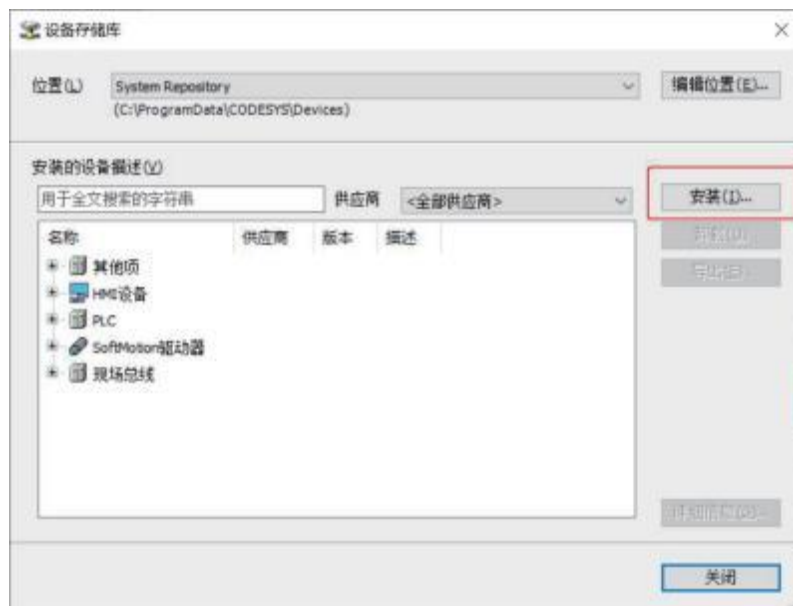 设备存储库
位置(L) System Repository 编辑位置(E)...
(C:\ProgramData\CODESYS\Devices)
安装的设备描述(V)
用于全文搜索的字符串 供应商 <全部供应商> 安装(I)...
名称 供应商 版本 描述
其他项
HMI设备
PLC
SoftMotion驱动器
现场总线
关闭